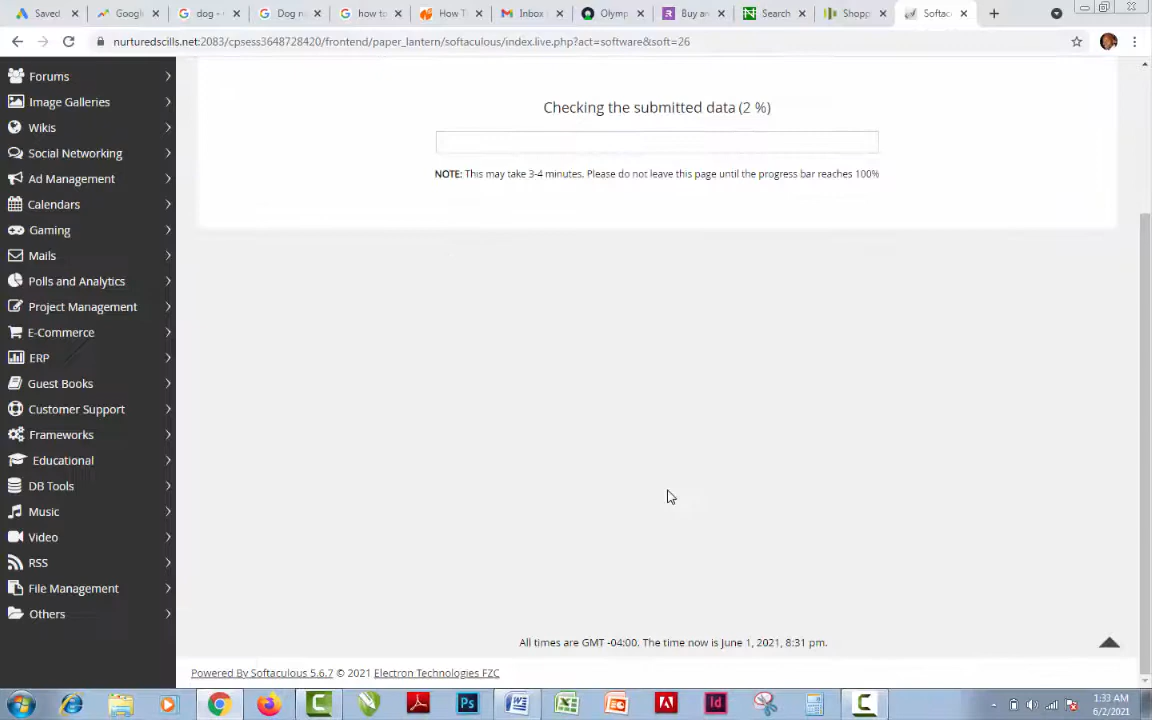 Saved
Google
dog -
Dog n
how to
How T
Inbox
Olymp
Buy an
Search
Shopp
Softac
nurturedscills.net:2083/cpsess3648728420/frontend/paper_lantern/softaculous/index.live.php?act=software&soft=26
Forums
Image Galleries
Wikis
Social Networking
Ad Management
Calendars
Gaming
Mails
Polls and Analytics
Project Management
E-Commerce
ERP
Guest Books
Customer Support
Frameworks
Educational
DB Tools
Music
Video
RSS
File Management
Others
Checking the submitted data (2 %)
NOTE: This may take 3-4 minutes. Please do not leave this page until the progress bar reaches 100%
All times are GMT -04:00. The time now is June 1, 2021, 8:31 pm.
Powered By Softaculous 5.6.7 © 2021 Electron Technologies FZC
Ps
Id
1:33 AM
6/2/2021